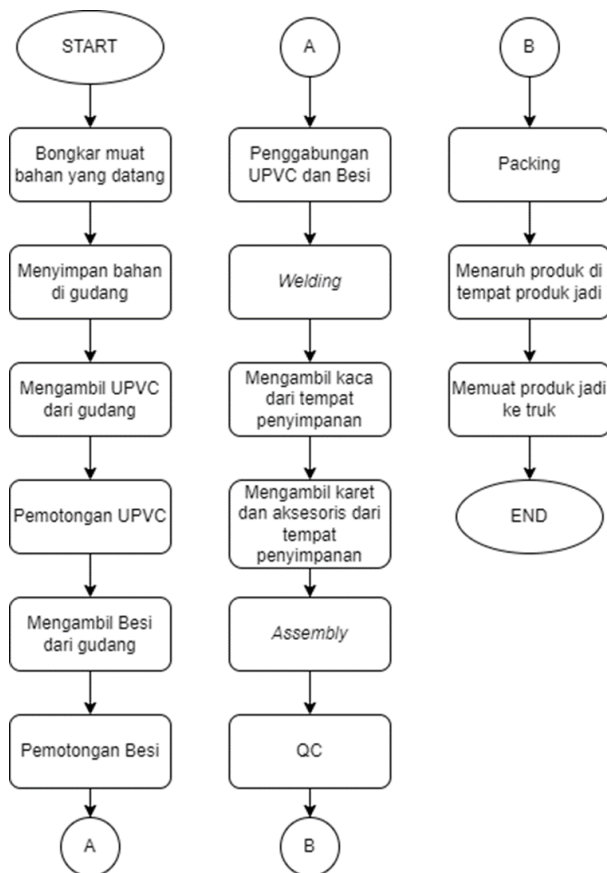 START
Bongkar muat
bahan yang datang
Menyimpan bahan
di gudang
Mengambil UPVC
dari gudang
Pemotongan UPVC
Mengambil Besi
dari gudang
Pemotongan Besi
A
A
Penggabungan
UPVC dan Besi
Welding
Mengambil kaca
dari tempat
penyimpanan
Mengambil karet
dan aksesoris dari
tempat
penyimpanan
Assembly
QC
B
B
Packing
Menaruh produk di
tempat produk jadi
Memuat produk jadi
ke truk
END